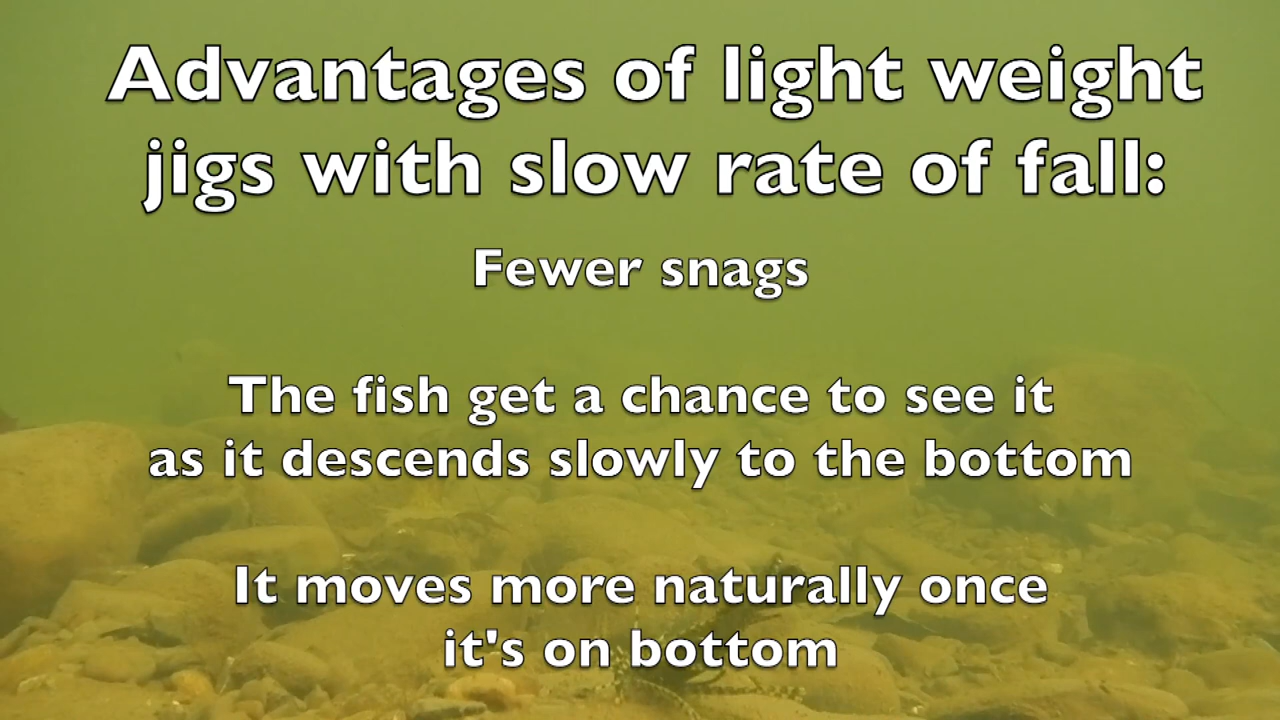 Advantages of light weight
jigs with slow rate of fall:
Fewer snags
The fish get a chance to see it
as it descends slowly to the bottom
It moves more naturally once
it's on bottom